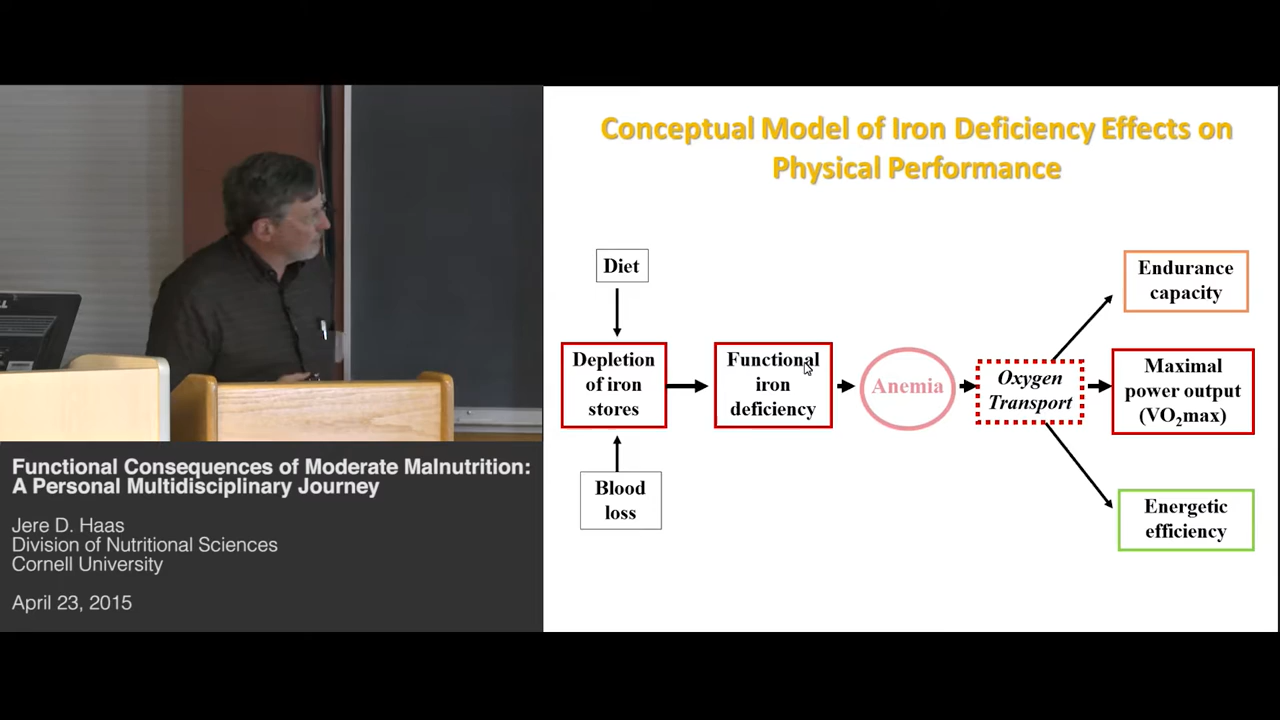 Conceptual Model of Iron Deficiency Effects on
Physical Performance
Diet
Depletion
of iron
stores
Blood
loss
Functional
iron
deficiency
Anemia
Oxygen
Transport
Endurance
capacity
Maximal
power output
(VO₂max)
Energetic
efficiency
Functional Consequences of Moderate Malnutrition:
A Personal Multidisciplinary Journey
Jere D. Haas
Division of Nutritional Sciences
Cornell University
April 23, 2015